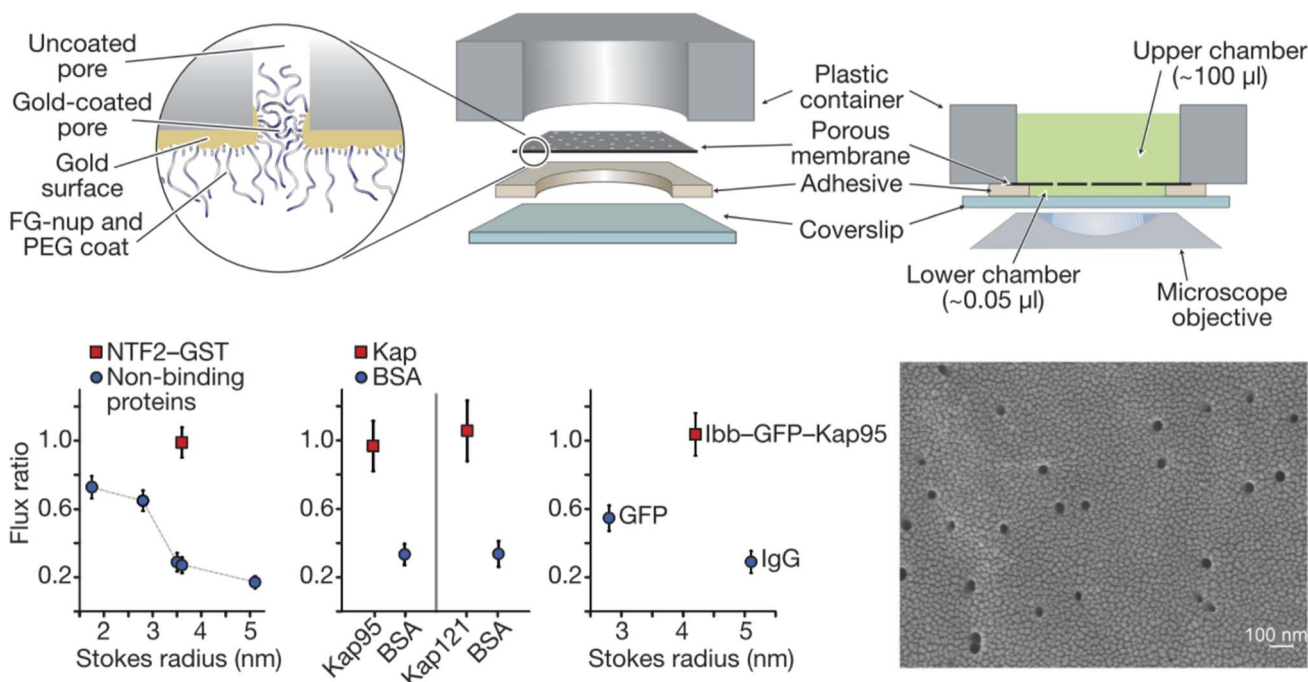 Uncoated
pore
Gold-coated
pore
Gold
surface
FG-nup and
PEG coat
Plastic
container
Porous
membrane
Adhesive
Coverslip
Upper chamber
(~100 µl)
Lower chamber
(~0.05 µl)
Microscope
objective
NTF2–GST
Non-binding
proteins
Flux ratio
1.0
0.6
0.2
2 3 4 5
Stokes radius (nm)
Kap
BSA
1.0
0.6
0.2
Kap95
BSA
Kap121
BSA
Ibb–GFP–Kap95
GFP
IgG
1.0
0.6
0.2
3 4 5
Stokes radius (nm)
100 nm